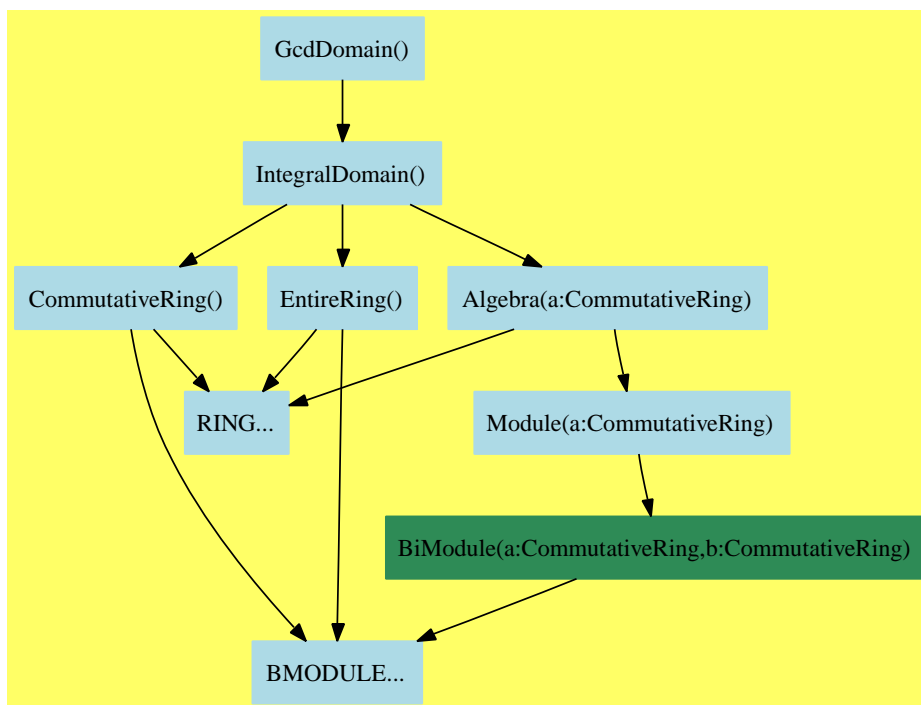 GcdDomain()
IntegralDomain()
CommutativeRing()
EntireRing()
Algebra(a:CommutativeRing)
RING...
Module(a:CommutativeRing)
BiModule(a:CommutativeRing,b:CommutativeRing)
BMODULE...